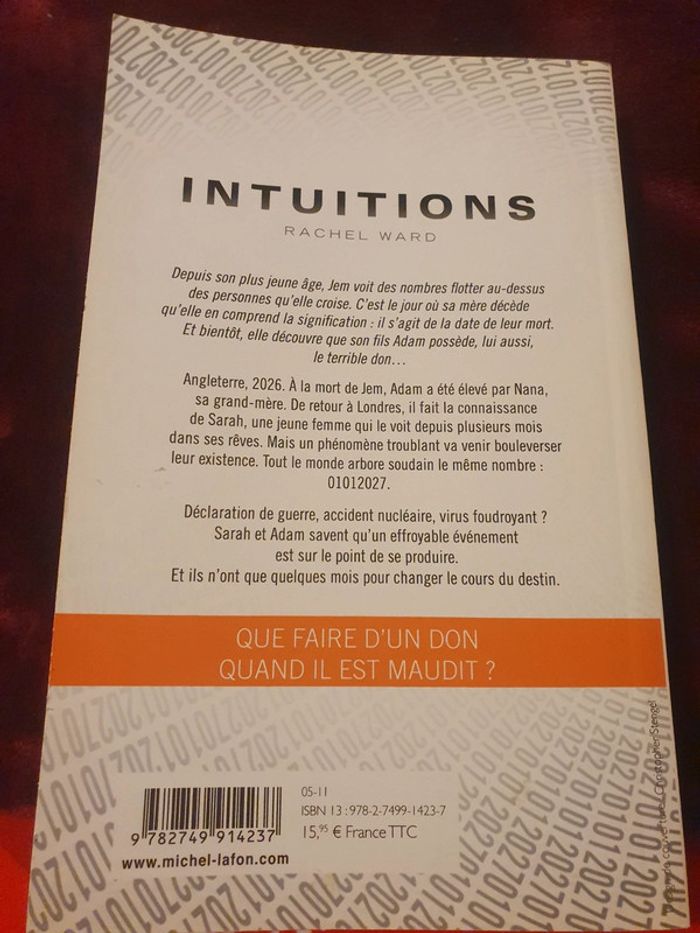 INTUITIONS
RACHEL WARD
Depuis son plus jeune âge, Jem voit des nombres flotter au-dessus
des personnes qu'elle croise. C'est le jour où sa mère décède
qu'elle en comprend la signification : il s'agit de la date de leur mort.
Et bientôt, elle découvre que son fils Adam possède, lui aussi,
le terrible don…
Angleterre, 2026. À la mort de Jem, Adam a été élevé par Nana,
sa grand-mère. De retour à Londres, il fait la connaissance
de Sarah, une jeune femme qui le voit depuis plusieurs mois
dans ses rêves. Mais un phénomène troublant va venir bouleverser
leur existence. Tout le monde arbore soudain le même nombre :
01012027.
Déclaration de guerre, accident nucléaire, virus foudroyant ?
Sarah et Adam savent qu'un effroyable événement
est sur le point de se produire.
Et ils n'ont que quelques mois pour changer le cours du destin.
QUE FAIRE D'UN DON
QUAND IL EST MAUDIT ?
05-11
ISBN 13 : 978-2-7499-1423-7
15,95 € France TTC
9 782749 914237
www.michel-lafon.com
couverture : Christopher Stengel